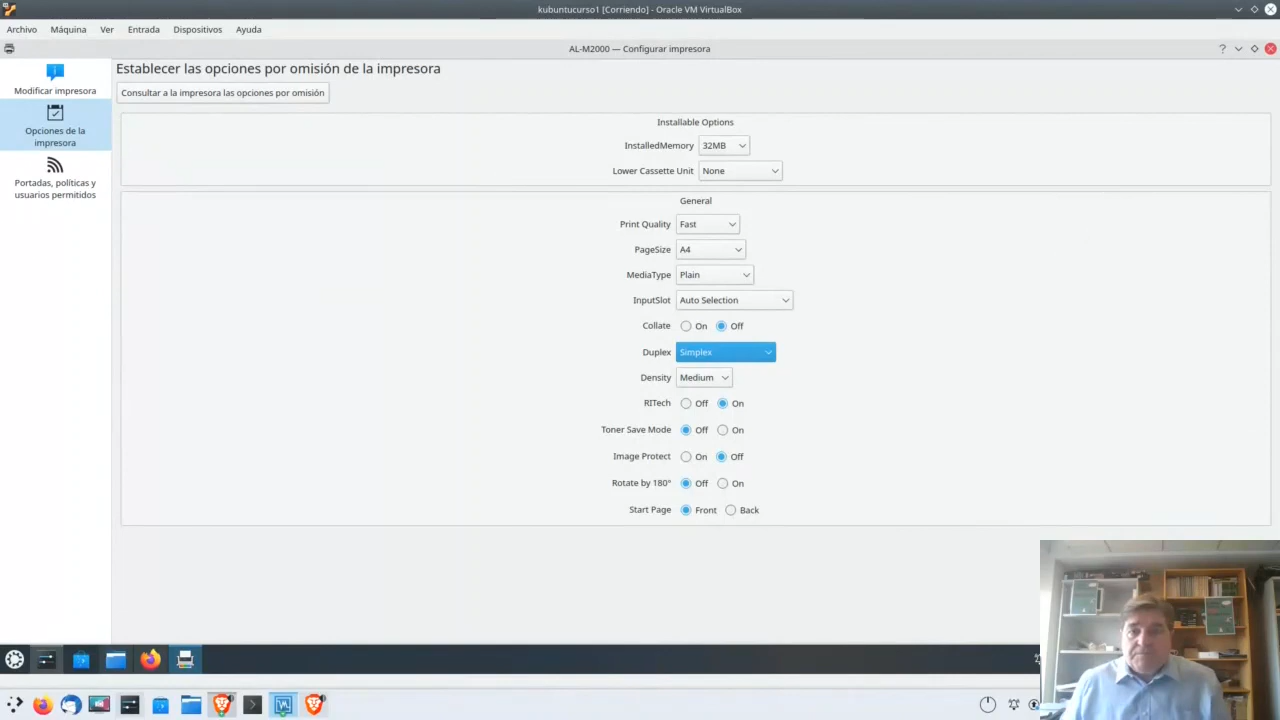 kubuntucurso1 [Corriendo] - Oracle VM VirtualBox
Archivo Máquina Ver Entrada Dispositivos Ayuda
AL-M2000 — Configurar impresora
Modificar impresora
Opciones de la
impresora
Portadas, políticas y
usuarios permitidos
Establecer las opciones por omisión de la impresora
Consultar a la impresora las opciones por omisión
Installable Options
InstalledMemory 32MB
Lower Cassette Unit None
General
Print Quality Fast
PageSize A4
MediaType Plain
InputSlot Auto Selection
Collate On Off
Duplex Simplex
Density Medium
RITech Off On
Toner Save Mode Off On
Image Protect On Off
Rotate by 180° Off On
Start Page Front Back